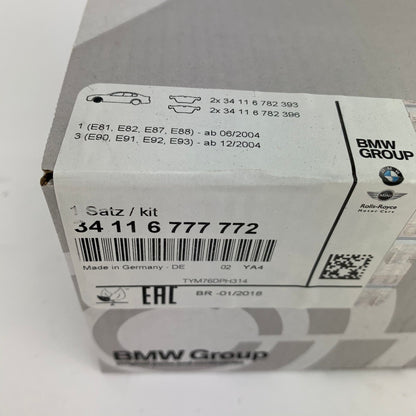 2x 34 11 6 782 393
2x 34 11 6 782 396
1 (E81, E82, E87, E88) - ab 06/2004
3 (E90, E91, E92, E93) - ab 12/2004
BMW
GROUP
Rolls-Royce
Motor Cars
1 Satz / kit
34 11 6 777 772
Made in Germany - DE 02 YA4
TYM76DPH314
EAC BR -01/2018
BMW Group